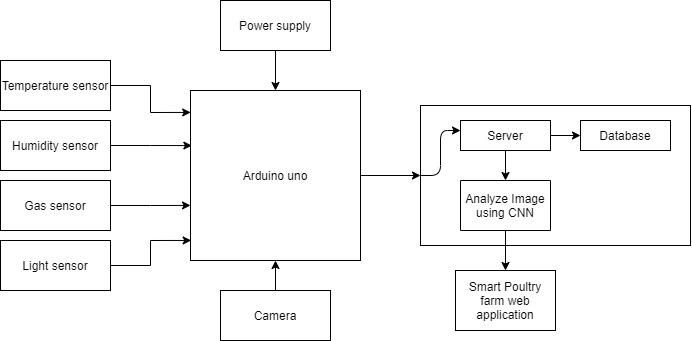 Power supply
Temperature sensor
Humidity sensor
Gas sensor
Light sensor
Arduino uno
Camera
Server
Database
Analyze Image
using CNN
Smart Poultry
farm web
application